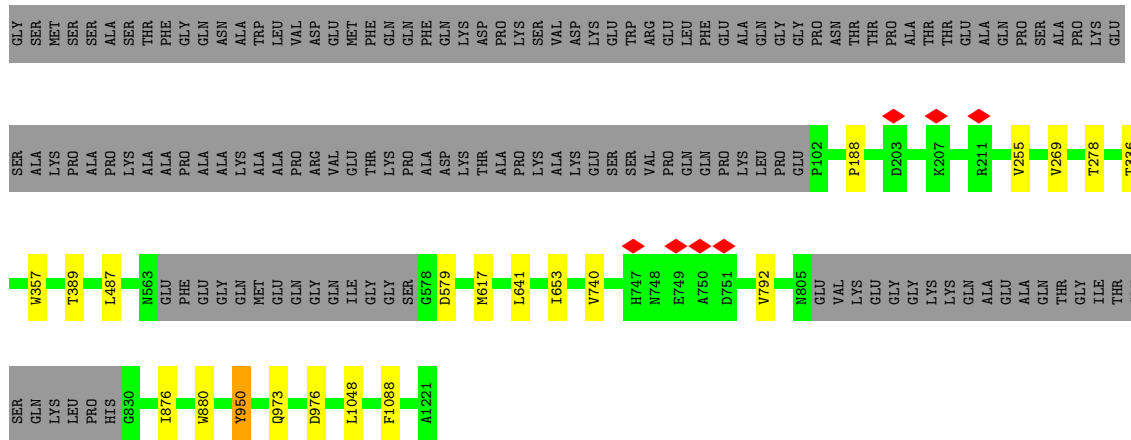 GLY SER MET SER SER ALA SER THR PHE GLY GLN ASN ALA TRP LEU VAL ASP GLU MET PHE GLN GLN PHE GLN LYS ASP PRO LYS SER VAL ASP LYS GLU TRP ARG GLU LEU PHE GLU ALA GLN GLY GLY PRO ASN THR THR PRO ALA THR THR GLU ALA GLN PRO SER ALA PRO LYS GLU
SER ALA LYS PRO ALA PRO LYS ALA ALA PRO ALA ALA LYS ALA ALA PRO ARG VAL GLU THR LYS PRO ALA ASP LYS THR ALA PRO LYS ALA LYS GLU SER SER VAL PRO GLN GLN PRO LYS LEU PRO GLU P102 P188 D203 K207 R211 V255 V269 T278 T336
W357 T389 L487 N563 GLU PHE GLU GLY GLN MET GLU GLN GLY GLN ILE GLY GLY SER G578 D579 M617 L641 I653 V740 H747 N748 E749 A750 D751 V792 N805 GLU VAL LYS GLU GLY GLY LYS LYS GLN ALA GLU ALA GLN THR GLY ILE THR
SER GLN LYS LEU PRO HIS G830 I876 W880 Y950 Q973 D976 L1048 F1088 A1221